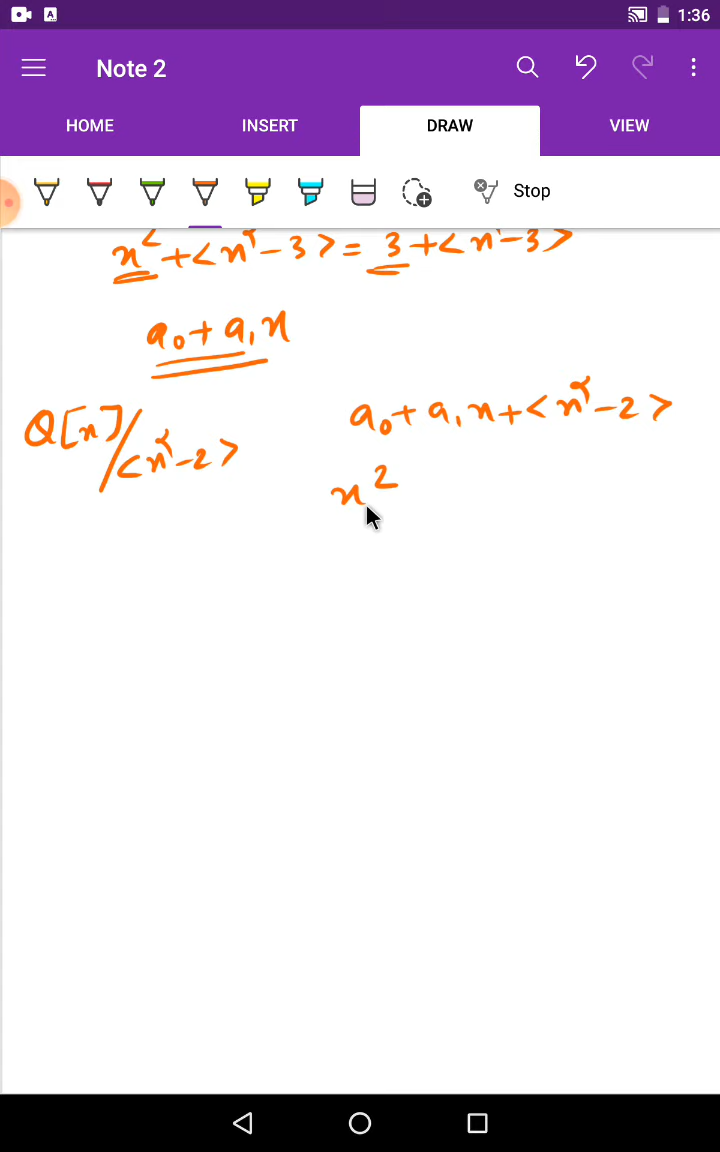 1:36
Note 2
HOME INSERT DRAW VIEW
Stop
x² + <x² - 3> = 3 + <x² - 3>
a₀ + a₁x
Q[x]/<x² - 2>
a₀ + a₁x + <x² - 2>
x²